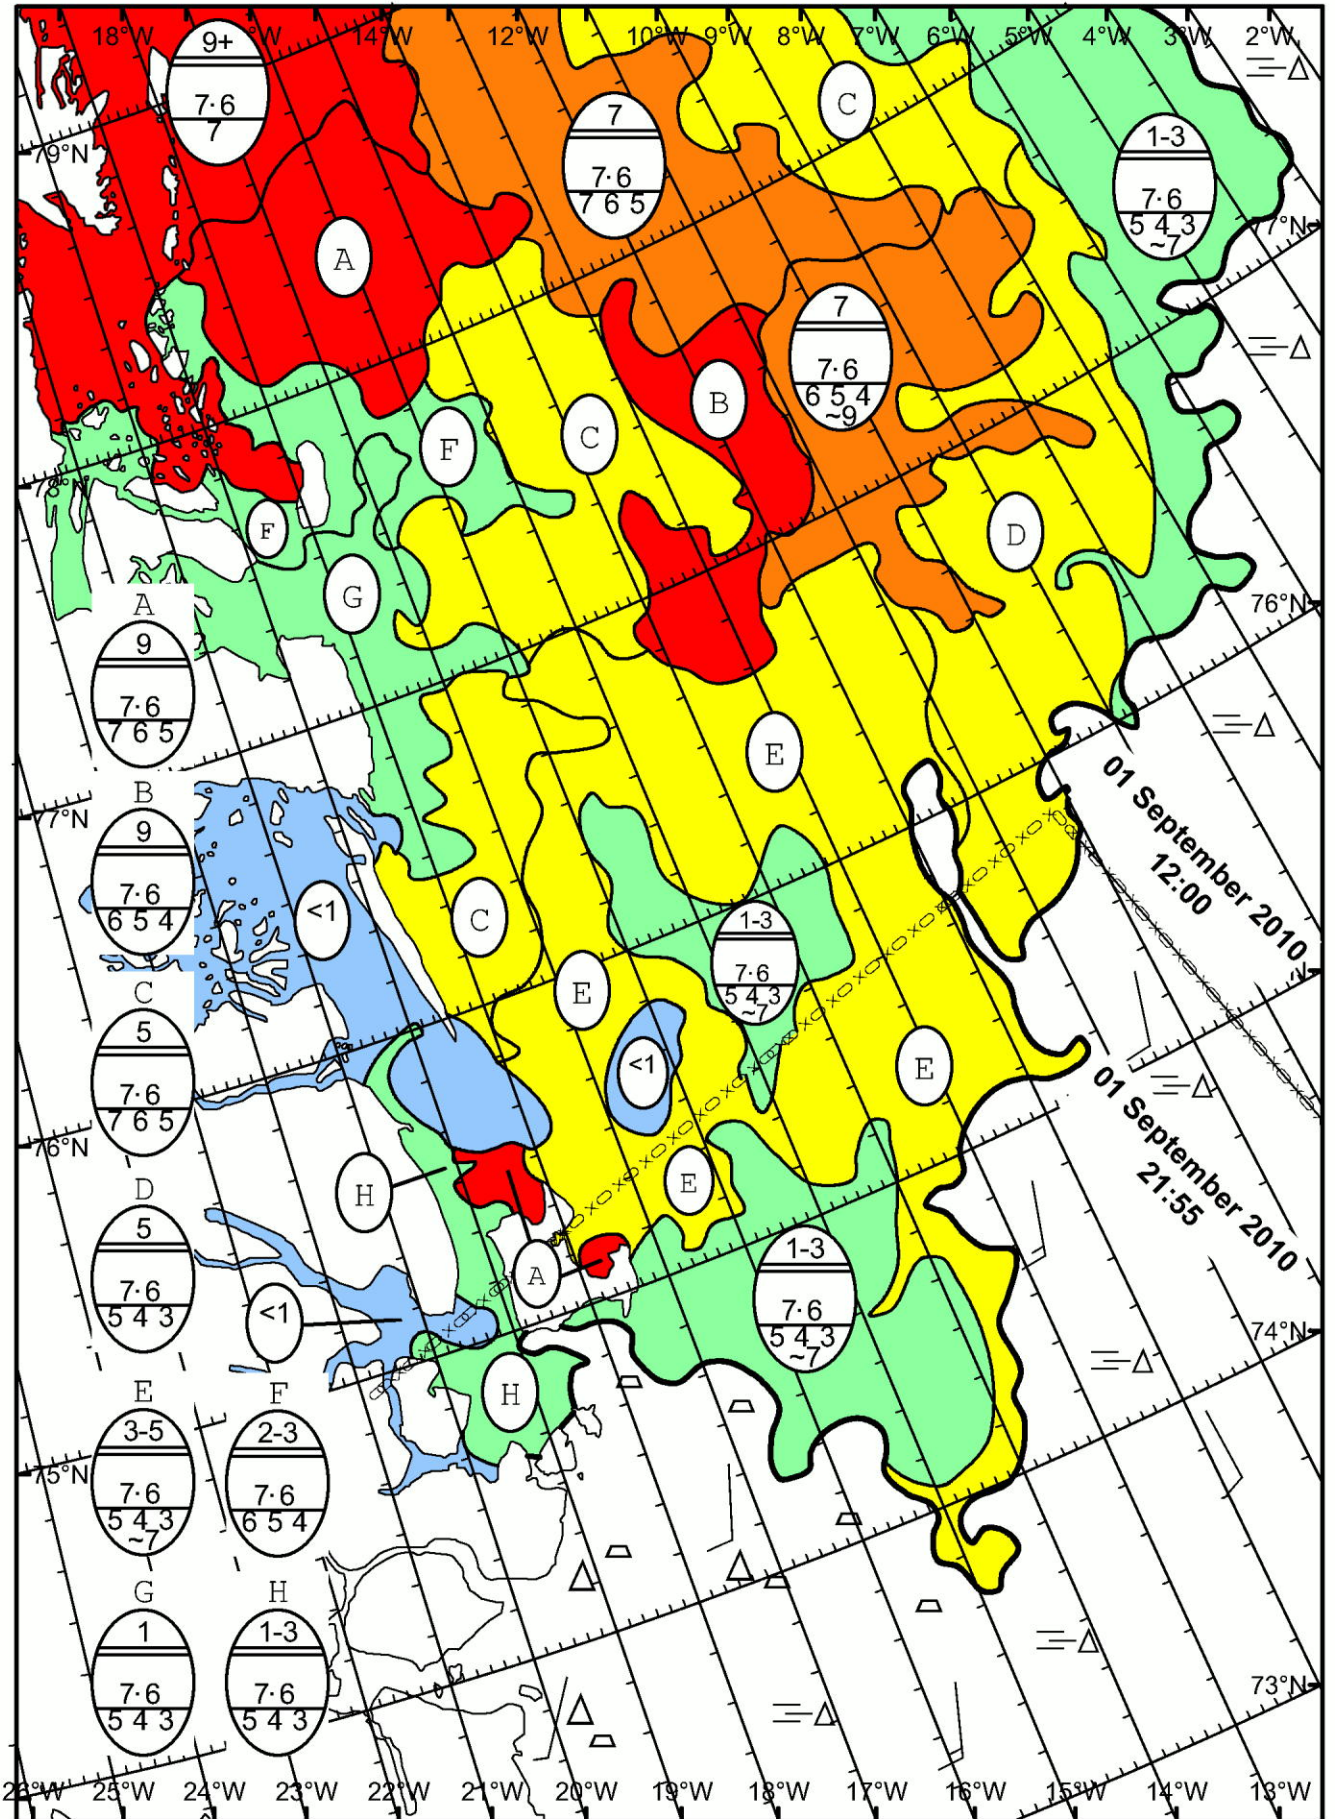 18°W
14°W
12°W
10°W
9°W
8°W
7°W
6°W
5°W
4°W
3°W
2°W
9+
7·6
7
7
7·6
7 6 5
C
1-3
7·6
5 4 3
~7
79°N
77°N
A
7
7·6
6 5 4
~9
B
C
F
78°N
F
D
G
76°N
A
9
7·6
7 6 5
E
01 September 2010
12:00
B
9
7·6
6 5 4
77°N
<1
C
1-3
7·6
5 4 3
~7
E
C
5
7·6
7 6 5
<1
E
01 September 2010
21:55
76°N
H
E
D
5
7·6
5 4 3
A
1-3
7·6
5 4 3
~7
<1
74°N
H
E
3-5
7·6
5 4 3
~7
F
2-3
7·6
6 5 4
75°N
G
1
7·6
5 4 3
H
1-3
7·6
5 4 3
73°N
26°W
25°W
24°W
23°W
22°W
21°W
20°W
19°W
18°W
17°W
16°W
15°W
14°W
13°W